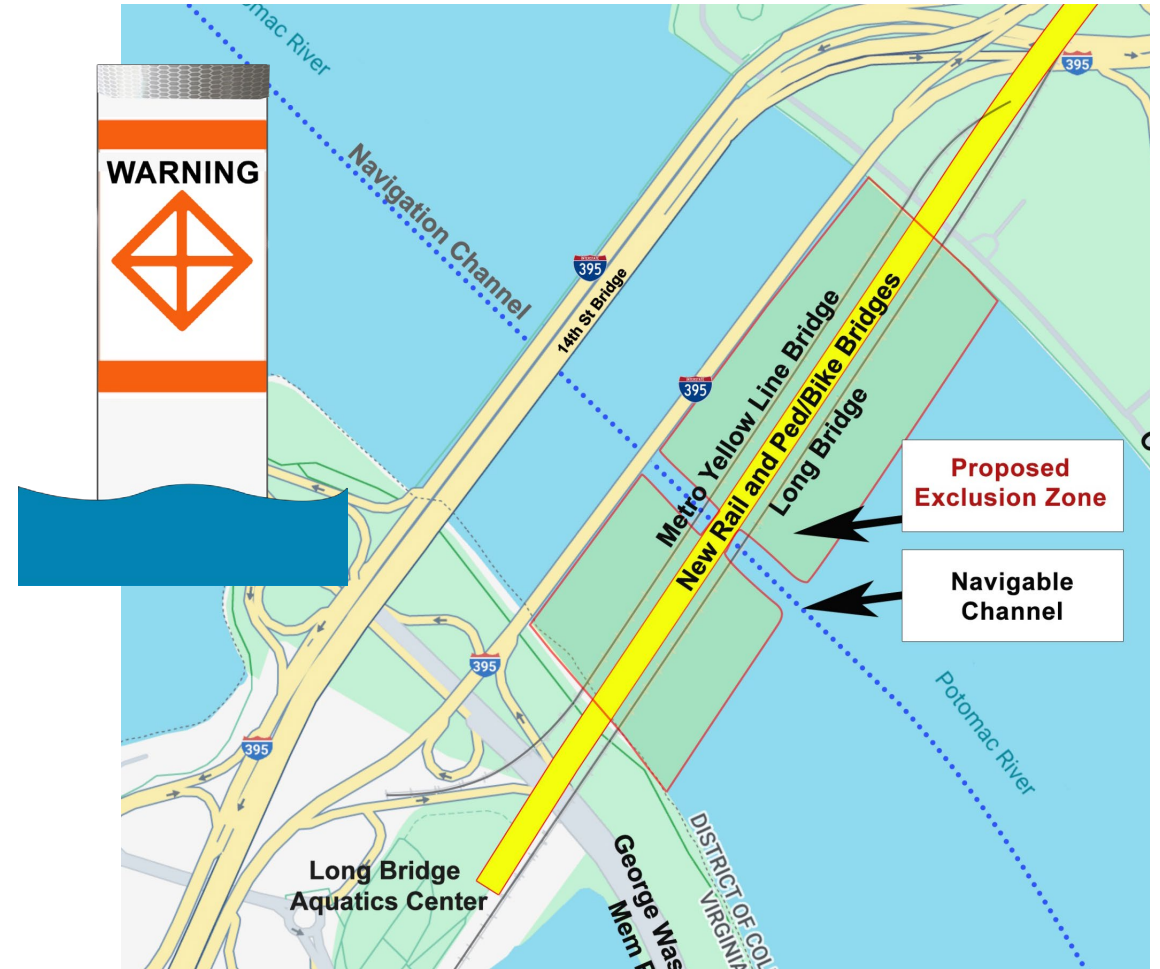 otomac River
WARNING
Navigation Channel
395
395
14th St Bridge
395
395
395
Metro Yellow Line Bridge
New Rail and Ped/Bike Bridges
Long Bridge
Proposed
Exclusion Zone
Navigable
Channel
Potomac River
Long Bridge
Aquatics Center
George Was
Mem P
DISTRICT OF COL
VIRGINIA